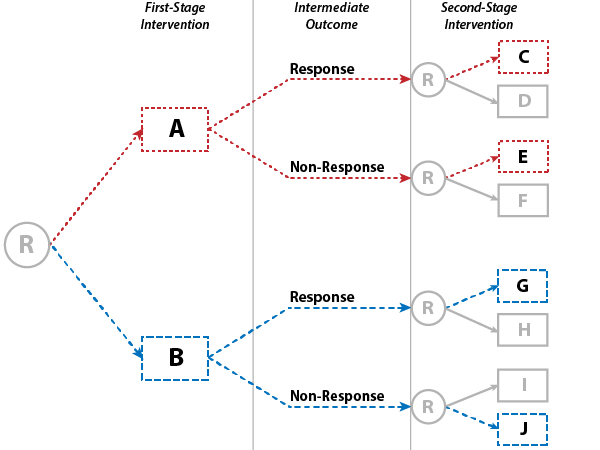 First-Stage
Intervention
Intermediate
Outcome
Second-Stage
Intervention
Response
R
C
D
A
Non-Response
R
E
F
R
Response
R
G
H
B
Non-Response
R
I
J